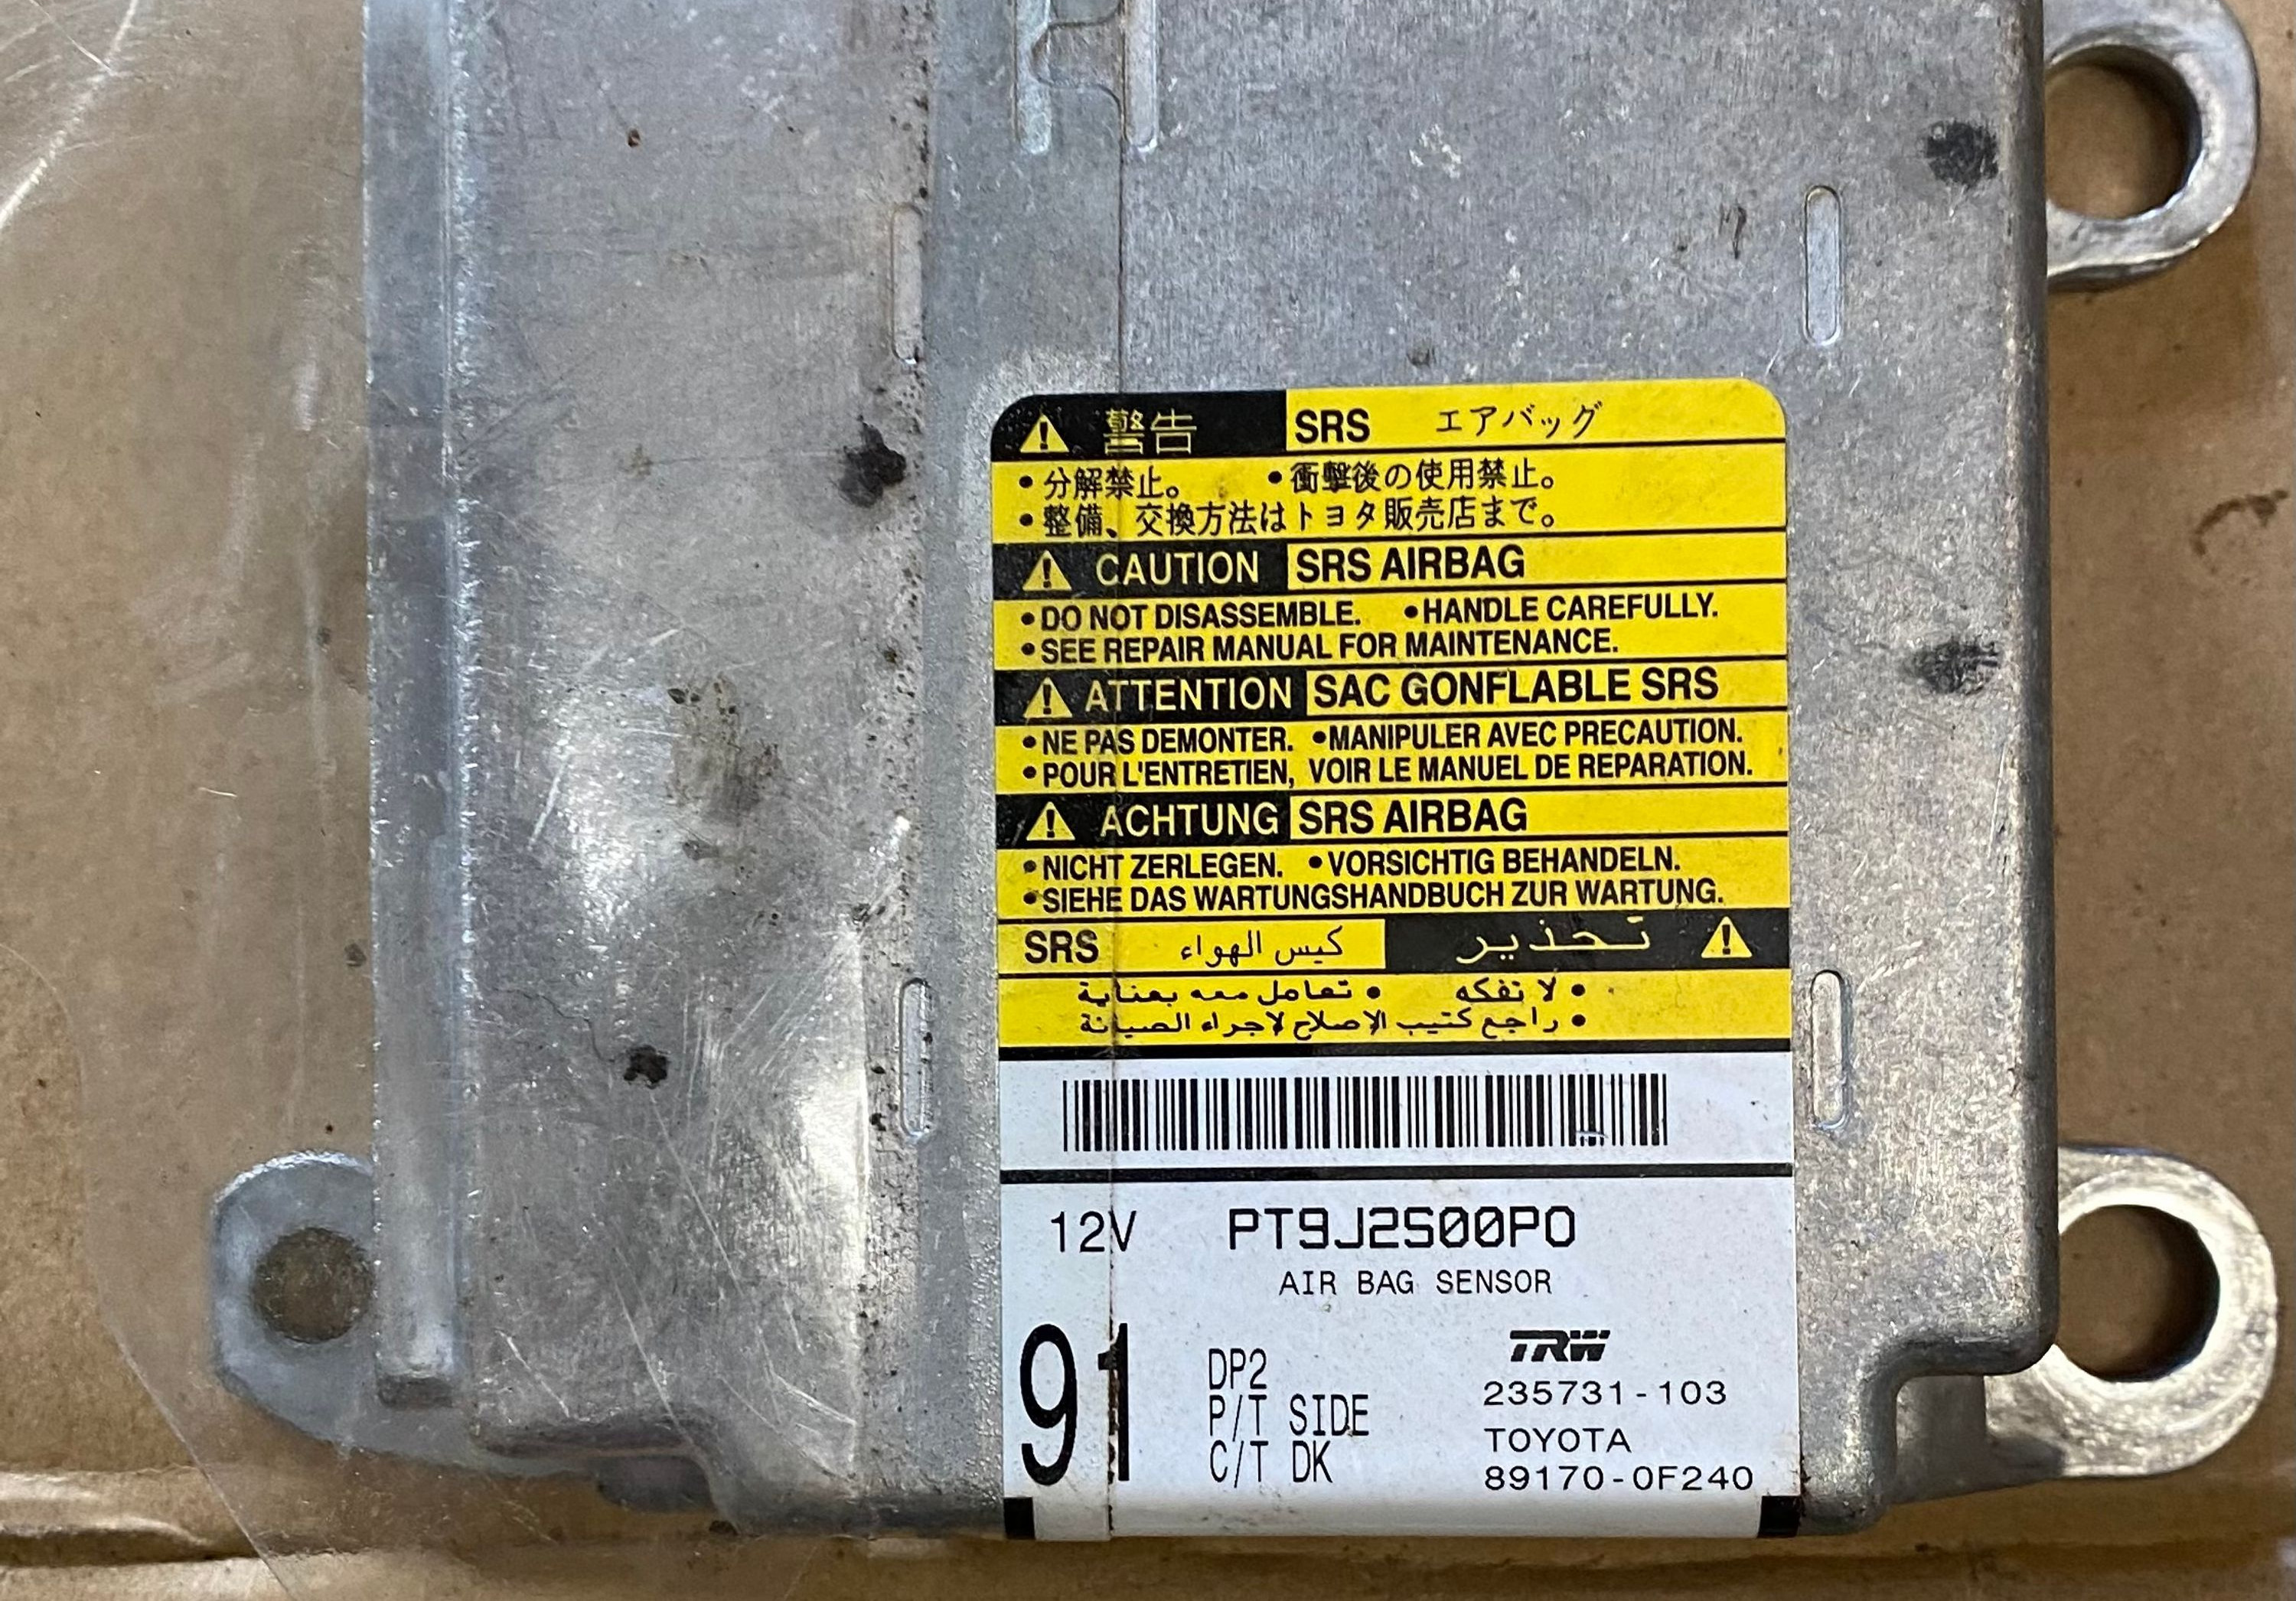 警告 SRS エアバッグ
•分解禁止。 •衝撃後の使用禁止。
•整備、交換方法はトヨタ販売店まで。
CAUTION SRS AIRBAG
•DO NOT DISASSEMBLE. •HANDLE CAREFULLY.
•SEE REPAIR MANUAL FOR MAINTENANCE.
ATTENTION SAC GONFLABLE SRS
•NE PAS DEMONTER. •MANIPULER AVEC PRECAUTION.
•POUR L'ENTRETIEN, VOIR LE MANUEL DE REPARATION.
ACHTUNG SRS AIRBAG
•NICHT ZERLEGEN. •VORSICHTIG BEHANDELN.
•SIEHE DAS WARTUNGSHANDBUCH ZUR WARTUNG.
تحذير كيس الهواء SRS
• لا تفكه • تعامل معه بعناية
• راجع كتيب الاصلاح لاجراء الصيانة
12V PT9J2S00P0
AIR BAG SENSOR
91
DP2
P/T SIDE
C/T DK
TRW
235731-103
TOYOTA
89170-0F240